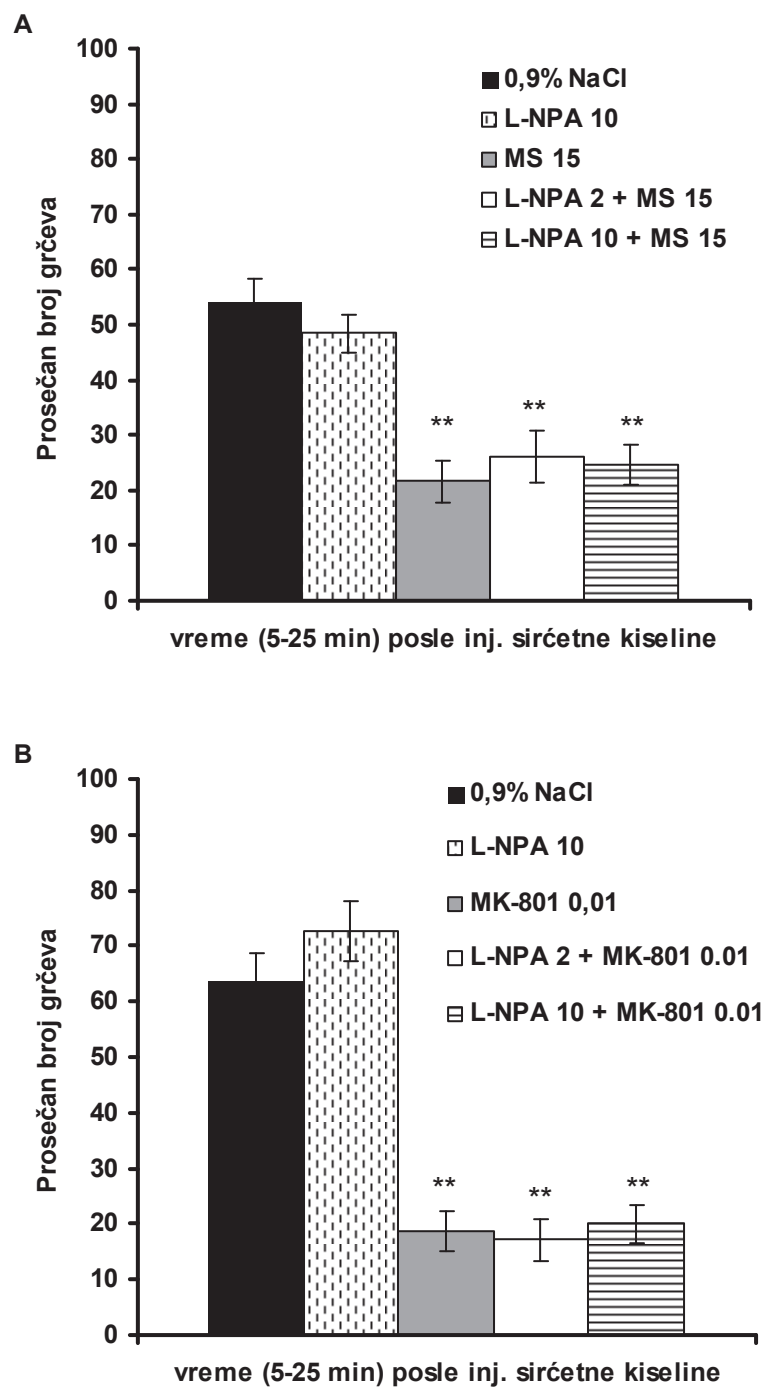 A
100
90
80
70
60
50
40
30
20
10
0
Prosečan broj grčeva
0,9% NaCl
L-NPA 10
MS 15
L-NPA 2 + MS 15
L-NPA 10 + MS 15
**
**
**
vreme (5-25 min) posle inj. sirćetne kiseline
B
100
90
80
70
60
50
40
30
20
10
0
Prosečan broj grčeva
0,9% NaCl
L-NPA 10
MK-801 0,01
L-NPA 2 + MK-801 0.01
L-NPA 10 + MK-801 0.01
**
**
**
vreme (5-25 min) posle inj. sirćetne kiseline